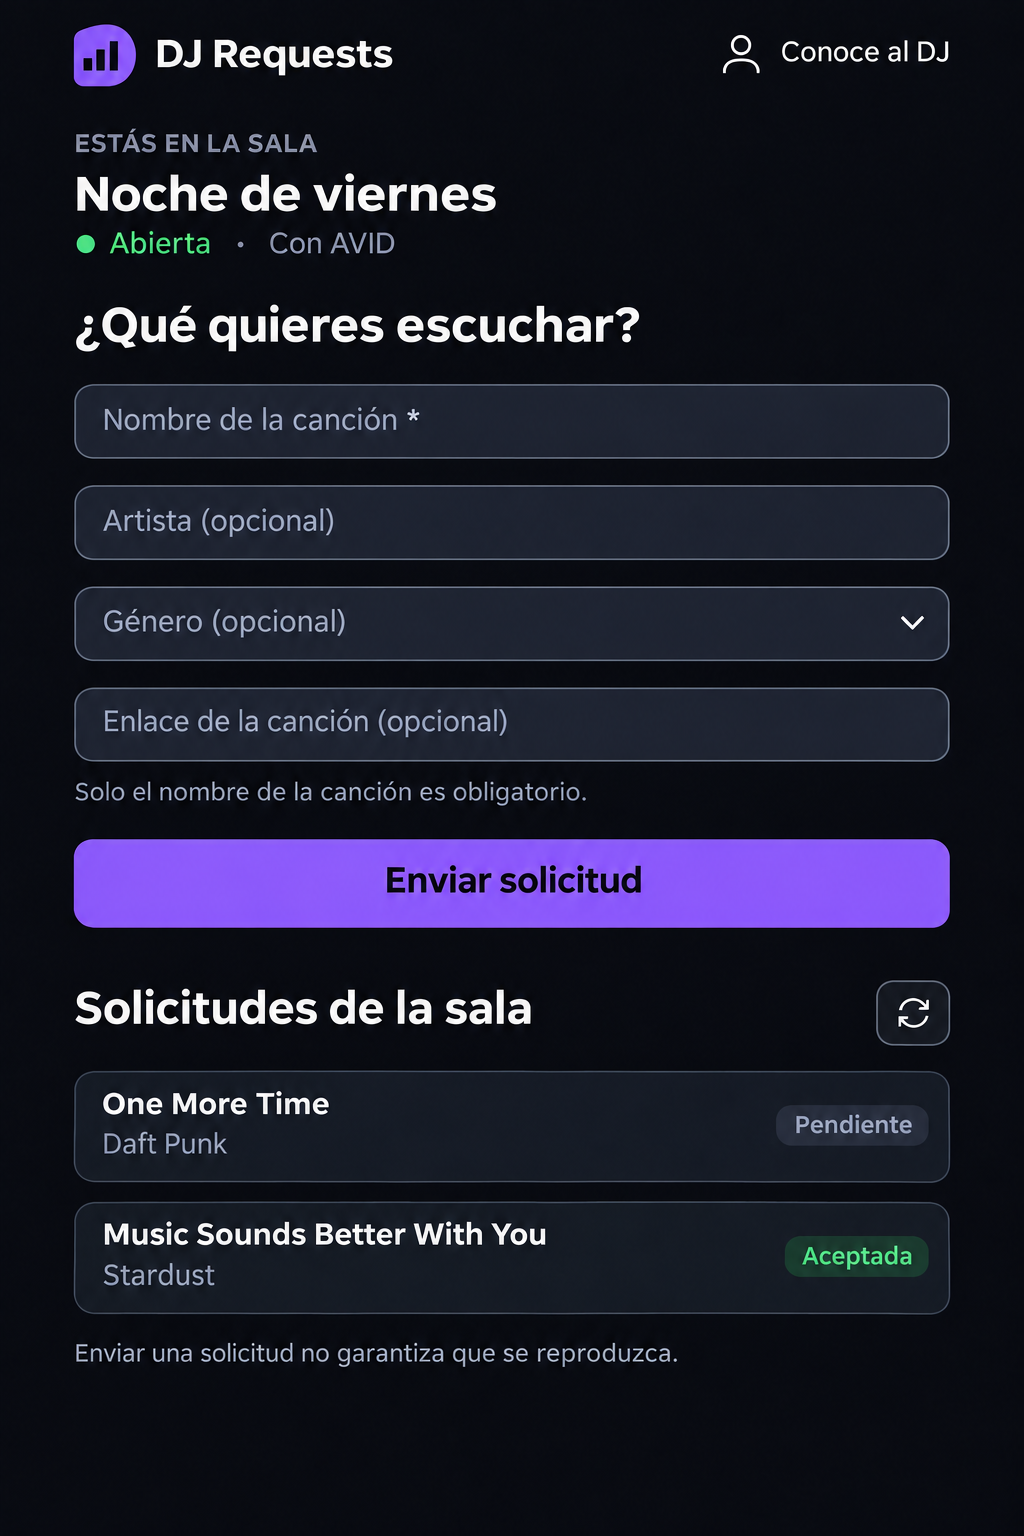 DJ Requests
Conoce al DJ
ESTÁS EN LA SALA
Noche de viernes
Abierta · Con AVID
¿Qué quieres escuchar?
Nombre de la canción *
Artista (opcional)
Género (opcional)
Enlace de la canción (opcional)
Solo el nombre de la canción es obligatorio.
Enviar solicitud
Solicitudes de la sala
One More Time
Daft Punk
Pendiente
Music Sounds Better With You
Stardust
Aceptada
Enviar una solicitud no garantiza que se reproduzca.